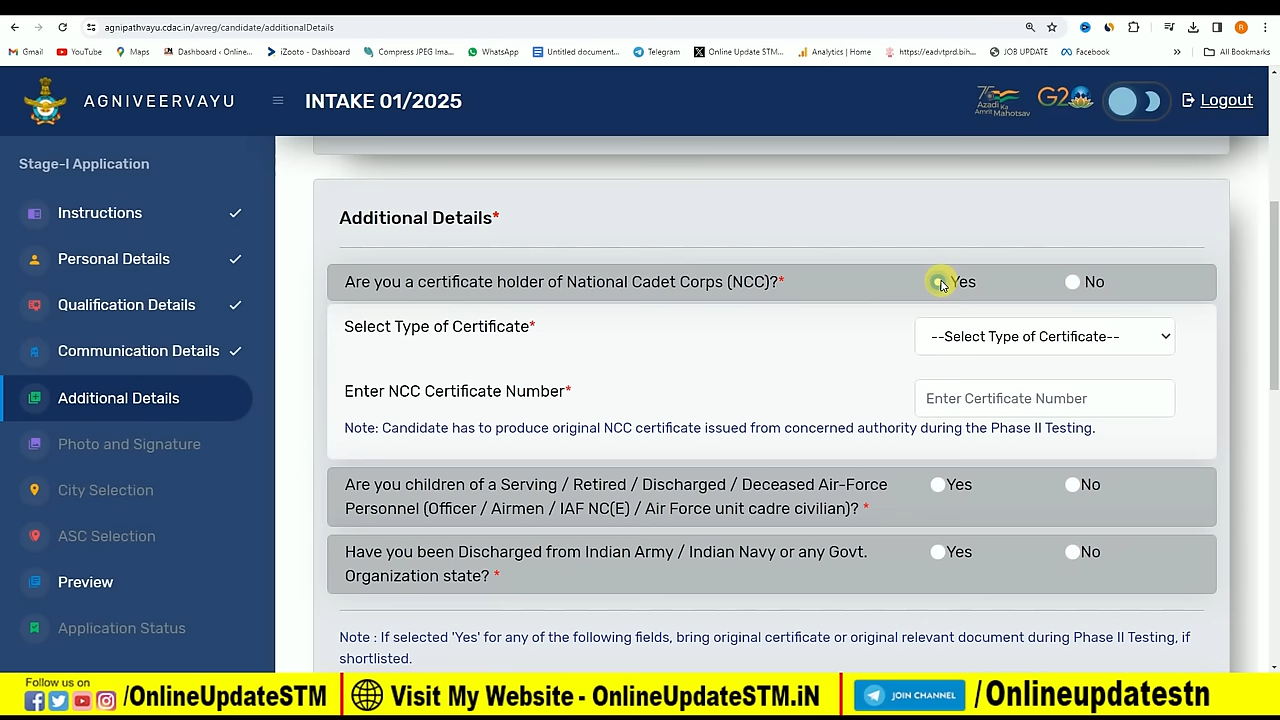 agnipathvayu.cdac.in/avreg/candidate/additionalDetails
Gmail YouTube Maps Dashboard ‹ Online... iZooto - Dashboard Compress JPEG Ima... WhatsApp Untitled document... Telegram Online Update STM... Analytics | Home https://eadvtprd.bih... JOB UPDATE Facebook » All Bookmarks
AGNIVEERVAYU
INTAKE 01/2025
75 Azadi Ka Amrit Mahotsav
G20
Logout
Stage-I Application
Instructions
Personal Details
Qualification Details
Communication Details
Additional Details
Photo and Signature
City Selection
ASC Selection
Preview
Application Status
Additional Details*
Are you a certificate holder of National Cadet Corps (NCC)?* Yes No
Select Type of Certificate* --Select Type of Certificate--
Enter NCC Certificate Number* Enter Certificate Number
Note: Candidate has to produce original NCC certificate issued from concerned authority during the Phase II Testing.
Are you children of a Serving / Retired / Discharged / Deceased Air-Force Yes No
Personnel (Officer / Airmen / IAF NC(E) / Air Force unit cadre civilian)? *
Have you been Discharged from Indian Army / Indian Navy or any Govt. Yes No
Organization state? *
Note : If selected 'Yes' for any of the following fields, bring original certificate or original relevant document during Phase II Testing, if
shortlisted.
Follow us on
/OnlineUpdateSTM
Visit My Website - OnlineUpdateSTM.iN
JOIN CHANNEL
/Onlineupdatestn